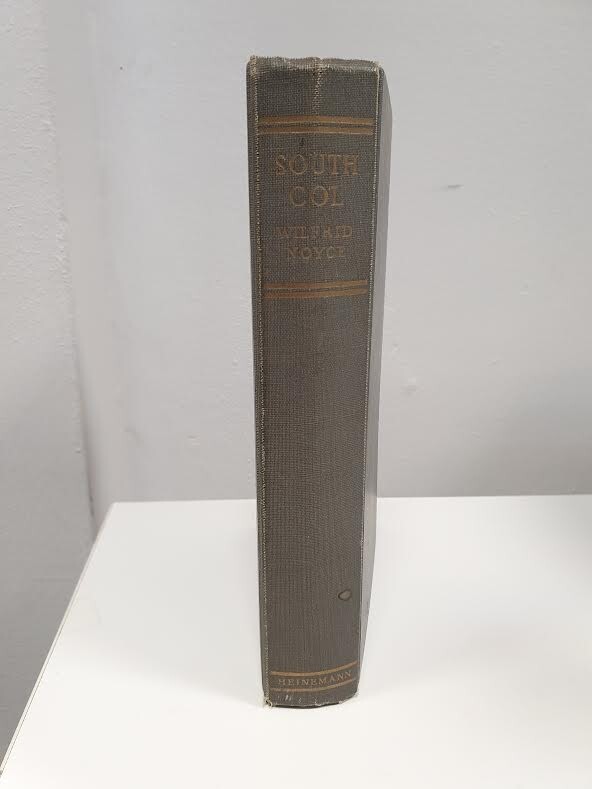 SOUTH
COL
WILFRID
NOYCE
HEINEMANN